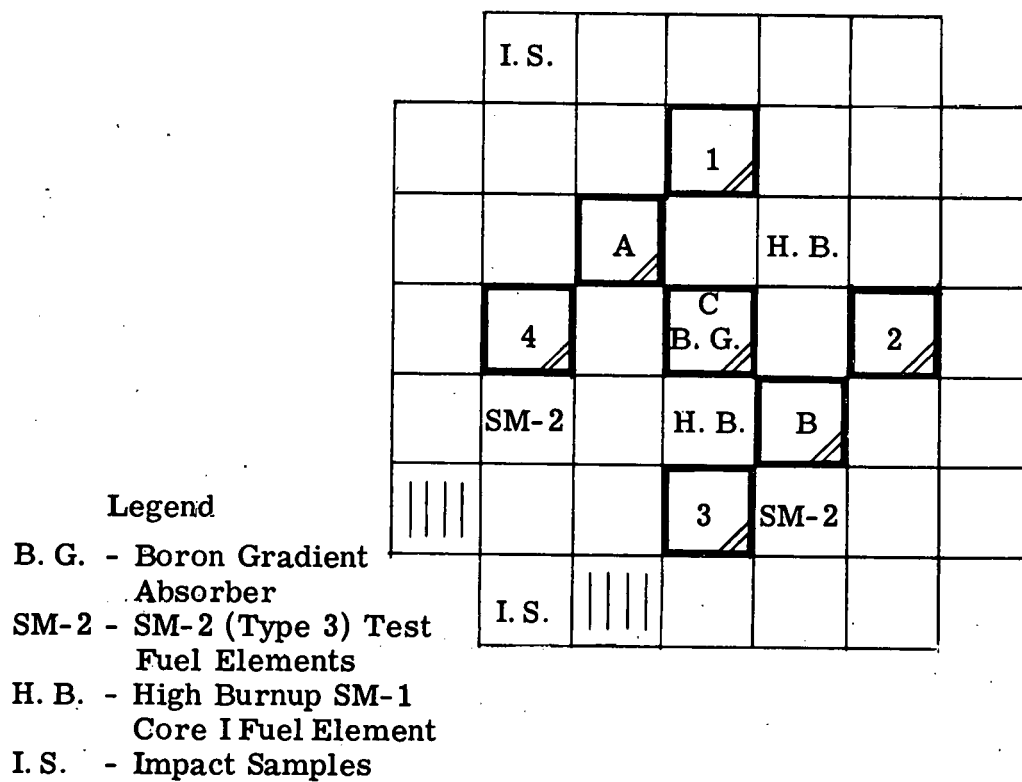 I. S.
1
A H. B.
C
4 B. G. 2
SM-2 H. B. B
3 SM-2
I. S.
Legend
B. G. - Boron Gradient
Absorber
SM-2 - SM-2 (Type 3) Test
Fuel Elements
H. B. - High Burnup SM-1
Core I Fuel Element
I. S. - Impact Samples